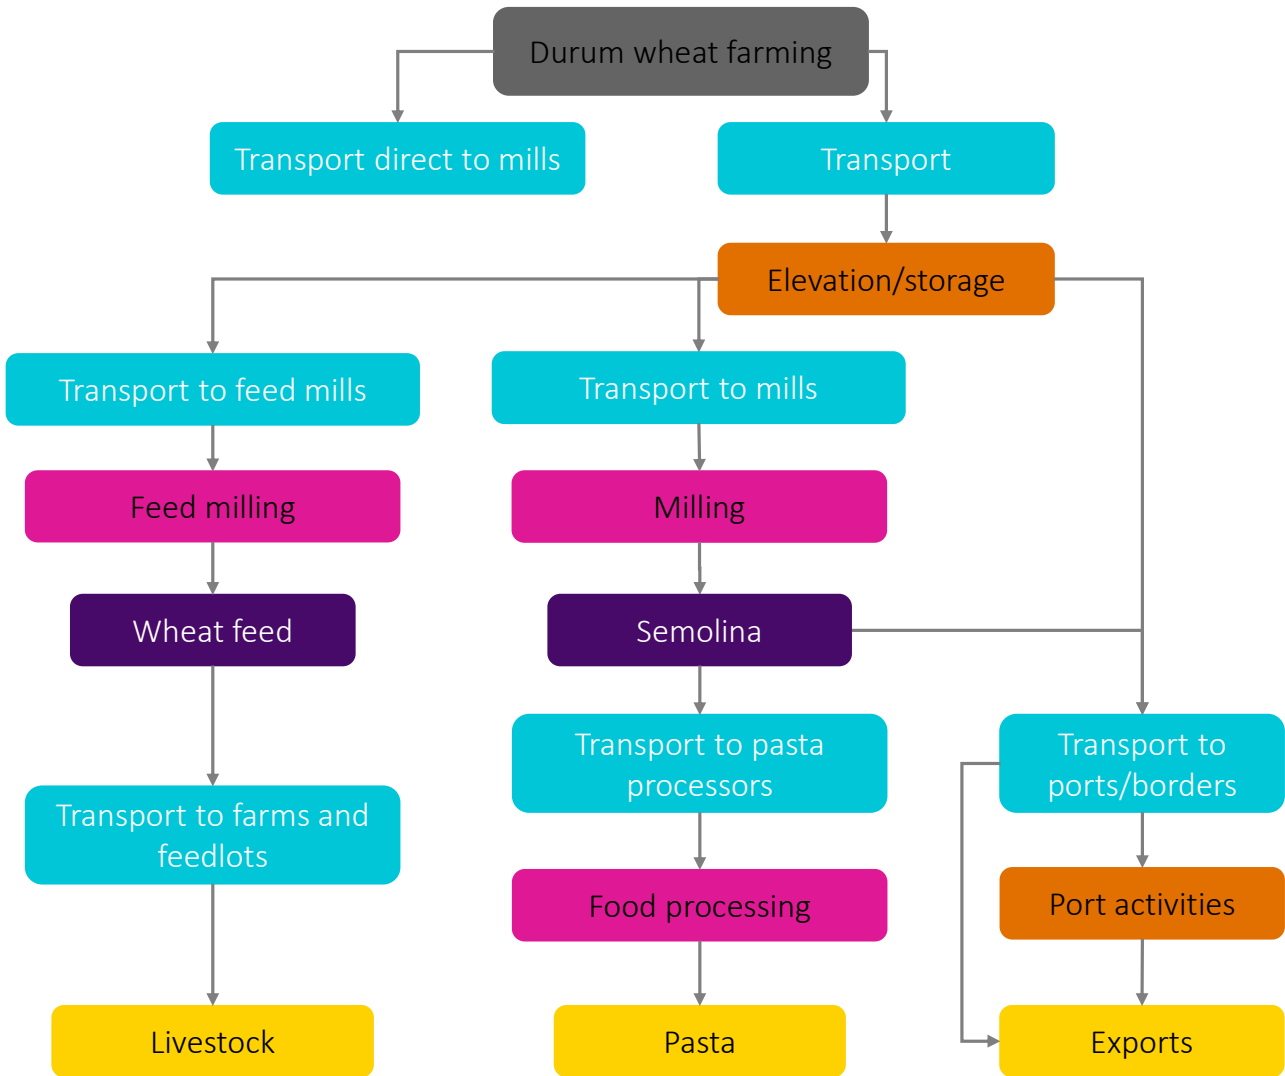 Durum wheat farming
Transport direct to mills
Transport
Elevation/storage
Transport to feed mills
Transport to mills
Feed milling
Milling
Wheat feed
Semolina
Transport to pasta
processors
Transport to
ports/borders
Transport to farms and
feedlots
Food processing
Port activities
Livestock
Pasta
Exports